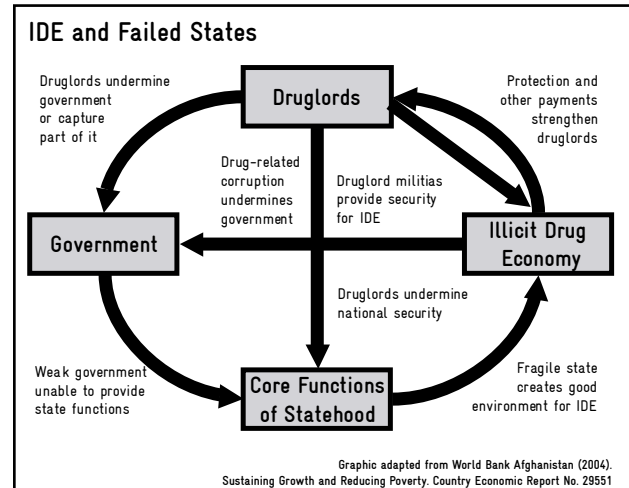 IDE and Failed States
Druglords undermine
government
or capture
part of it
Druglords
Protection and
other payments
strengthen
druglords
Drug-related
corruption
undermines
government
Druglord militias
provide security
for IDE
Government
Illicit Drug
Economy
Druglords undermine
national security
Weak government
unable to provide
state functions
Core Functions
of Statehood
Fragile state
creates good
environment for IDE
Graphic adapted from World Bank Afghanistan (2004).
Sustaining Growth and Reducing Poverty. Country Economic Report No. 29551